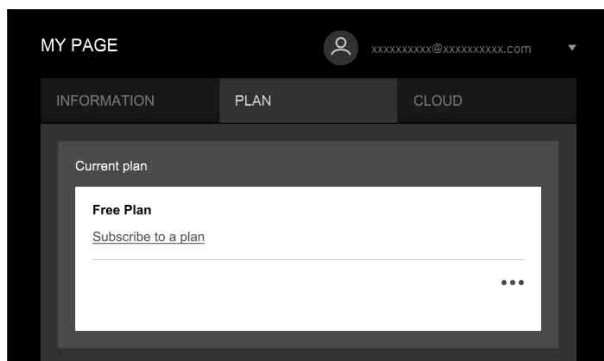 MY PAGE
xxxxxxxxxx@xxxxxxxxxx.com
INFORMATION
PLAN
CLOUD
Current plan
Free Plan
Subscribe to a plan